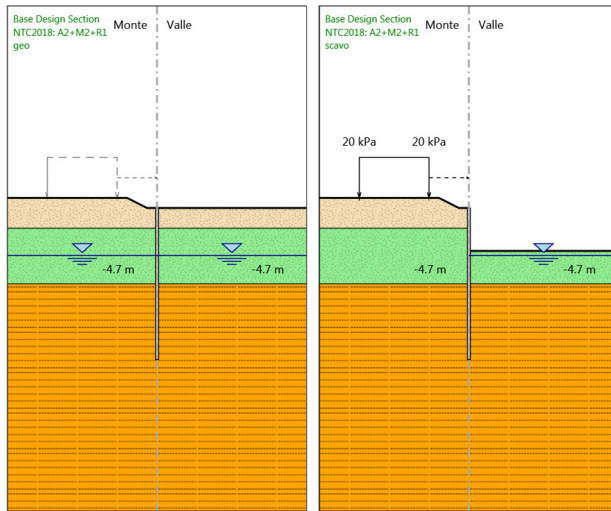 Base Design Section
NTC2018: A2+M2+R1
geo
Monte
Valle
-4.7 m
-4.7 m
Base Design Section
NTC2018: A2+M2+R1
scavo
Monte
Valle
20 kPa
20 kPa
-4.7 m
-4.7 m